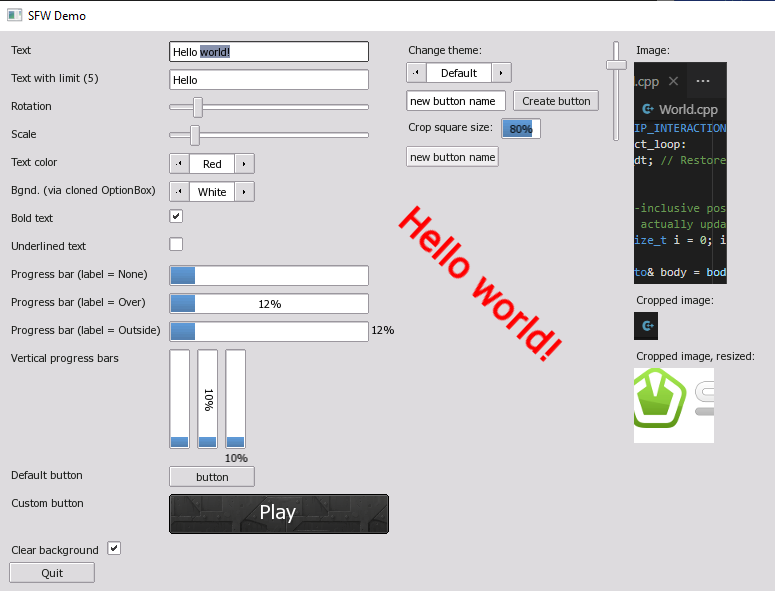 SFW Demo
Text
Hello world!
Text with limit (5)
Hello
Rotation
Scale
Text color
Red
Bgnd. (via cloned OptionBox)
White
Bold text
Underlined text
Progress bar (label = None)
Progress bar (label = Over)
12%
Progress bar (label = Outside)
12%
Vertical progress bars
10%
10%
Default button
button
Custom button
Play
Clear background
Quit
Change theme:
Default
new button name
Create button
Crop square size:
80%
new button name
Hello world!
Image:
.cpp
World.cpp
IP_INTERACTION
ct_loop:
dt; // Restore
-inclusive pos
actually upda
ize_t i = 0; i
to& body = bod
Cropped image:
Cropped image, resized: